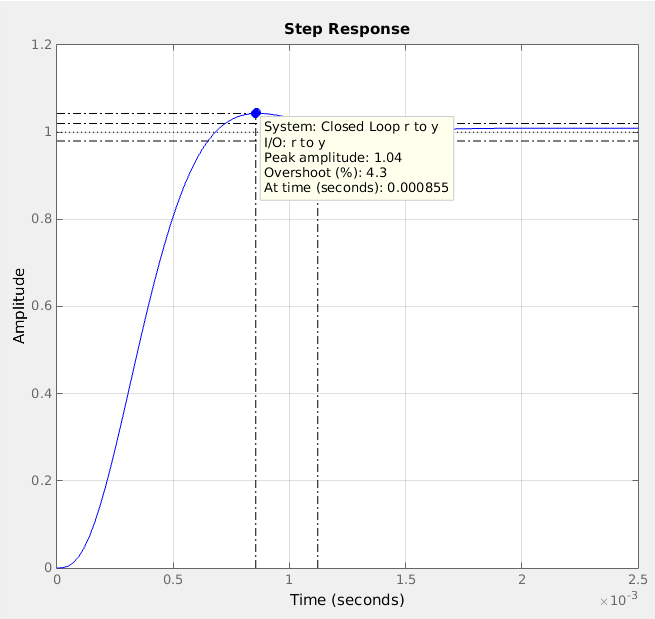 Step Response
1.2
1
0.8
0.6
0.4
0.2
0
Amplitude
System: Closed Loop r to y
I/O: r to y
Peak amplitude: 1.04
Overshoot (%): 4.3
At time (seconds): 0.000855
0 0.5 1 1.5 2 2.5
×10⁻³
Time (seconds)